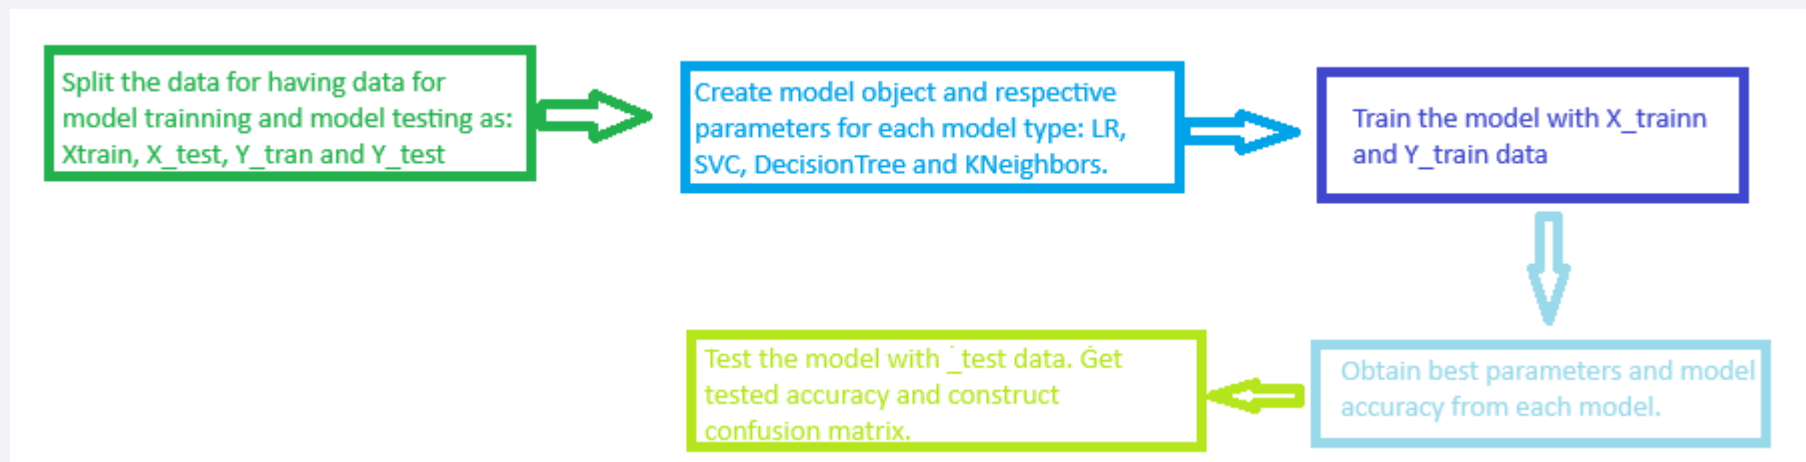 Split the data for having data for
model trainning and model testing as:
Xtrain, X_test, Y_tran and Y_test
Create model object and respective
parameters for each model type: LR,
SVC, DecisionTree and KNeighbors.
Train the model with X_trainn
and Y_train data
Obtain best parameters and model
accuracy from each model.
Test the model with _test data. Get
tested accuracy and construct
confusion matrix.